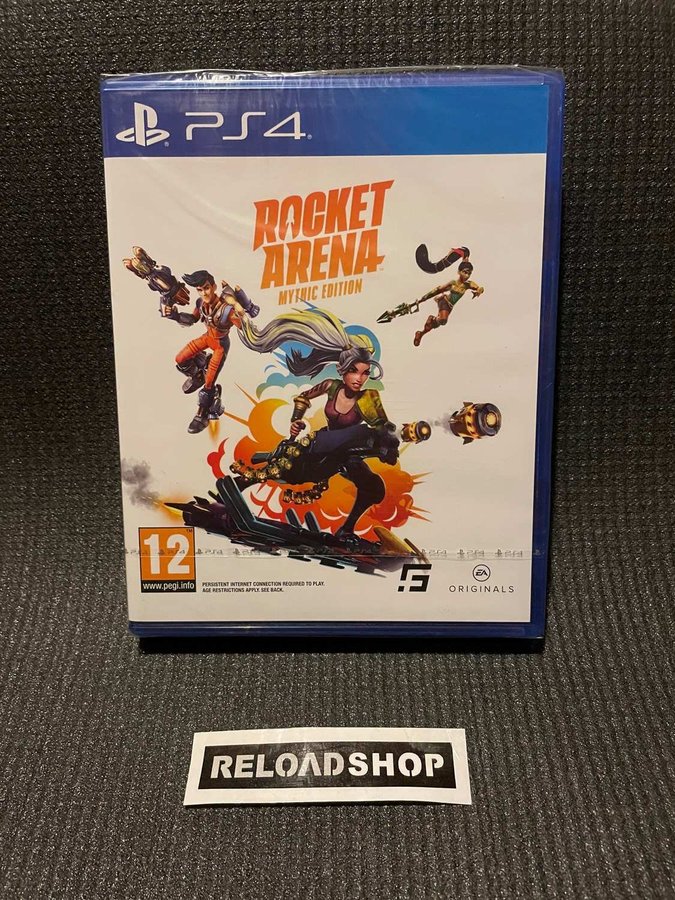 PS4
ROCKET
ARENA™
MYTHIC EDITION
12
www.pegi.info
PERSISTENT INTERNET CONNECTION REQUIRED TO PLAY.
AGE RESTRICTIONS APPLY. SEE BACK.
EA
ORIGINALS
RELOADSHOP